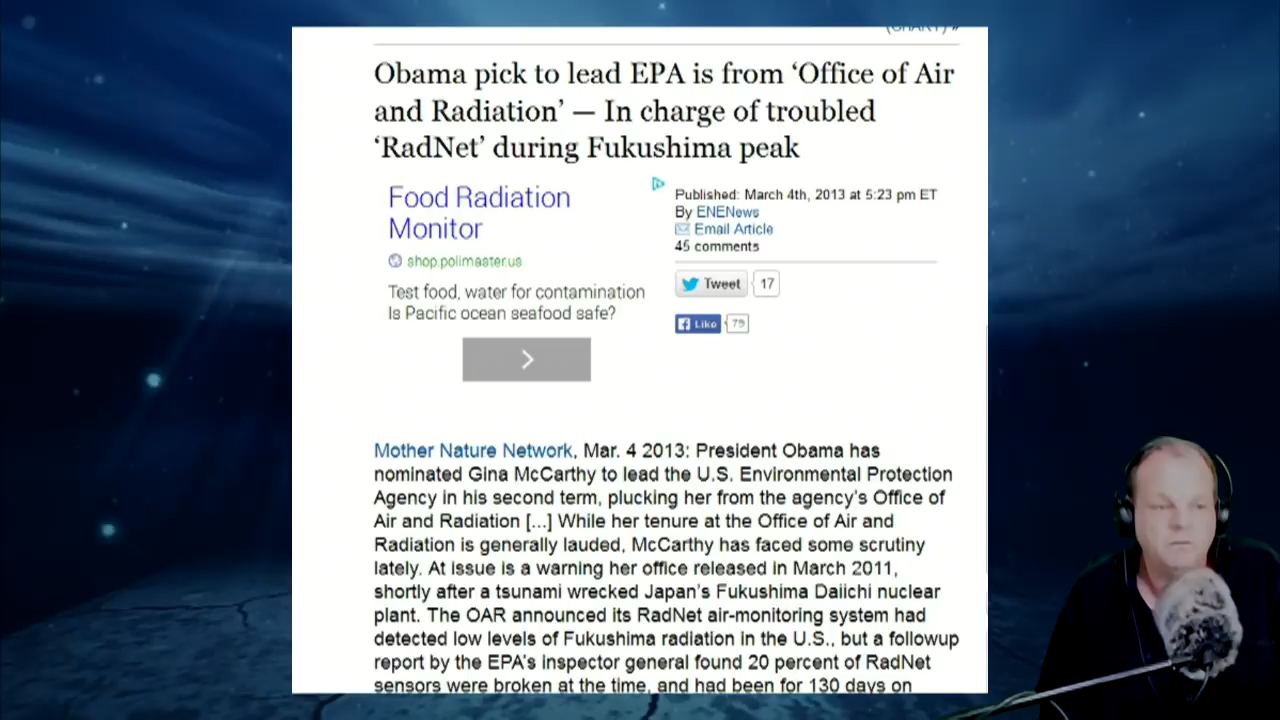 (CHART) »
Obama pick to lead EPA is from ‘Office of Air
and Radiation’ — In charge of troubled
‘RadNet’ during Fukushima peak
Food Radiation
Monitor
shop.polimaster.us
Test food, water for contamination
Is Pacific ocean seafood safe?
Published: March 4th, 2013 at 5:23 pm ET
By ENENews
Email Article
45 comments
Tweet 17
Like 79
Mother Nature Network, Mar. 4 2013: President Obama has
nominated Gina McCarthy to lead the U.S. Environmental Protection
Agency in his second term, plucking her from the agency’s Office of
Air and Radiation [...] While her tenure at the Office of Air and
Radiation is generally lauded, McCarthy has faced some scrutiny
lately. At issue is a warning her office released in March 2011,
shortly after a tsunami wrecked Japan’s Fukushima Daiichi nuclear
plant. The OAR announced its RadNet air-monitoring system had
detected low levels of Fukushima radiation in the U.S., but a followup
report by the EPA’s inspector general found 20 percent of RadNet
sensors were broken at the time, and had been for 130 days on